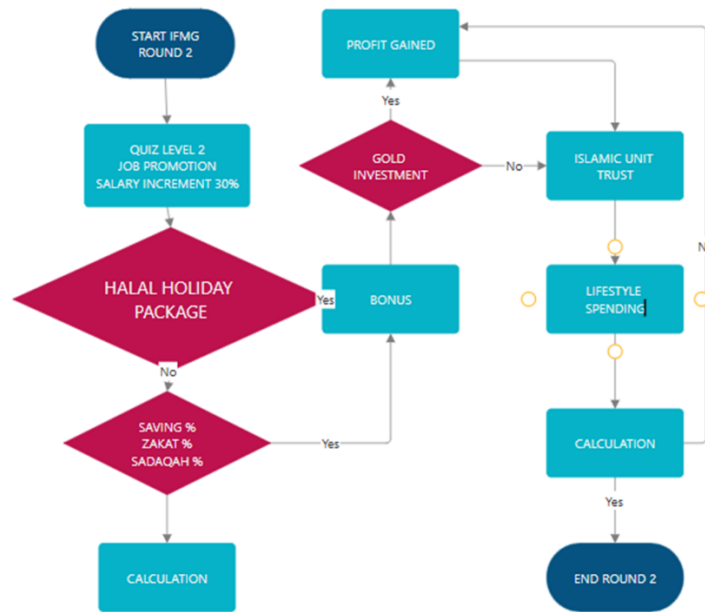 START IFMG
ROUND 2
QUIZ LEVEL 2
JOB PROMOTION
SALARY INCREMENT 30%
HALAL HOLIDAY
PACKAGE
Yes
No
SAVING %
ZAKAT %
SADAQAH %
Yes
CALCULATION
BONUS
GOLD
INVESTMENT
Yes
No
PROFIT GAINED
ISLAMIC UNIT
TRUST
LIFESTYLE
SPENDING
CALCULATION
N
Yes
END ROUND 2